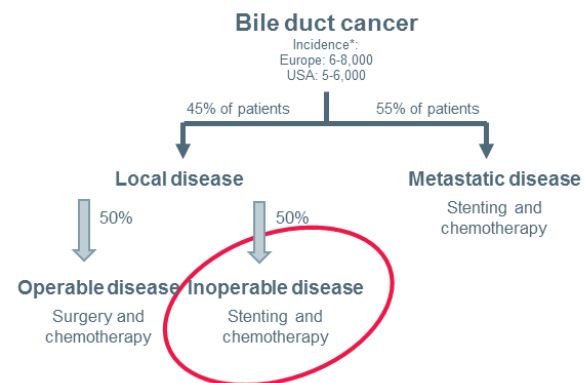 Bile duct cancer
Incidence*:
Europe: 6-8,000
USA: 5-6,000
45% of patients
55% of patients
Local disease
Metastatic disease
Stenting and
chemotherapy
50%
50%
Operable disease
Inoperable disease
Surgery and
chemotherapy
Stenting and
chemotherapy